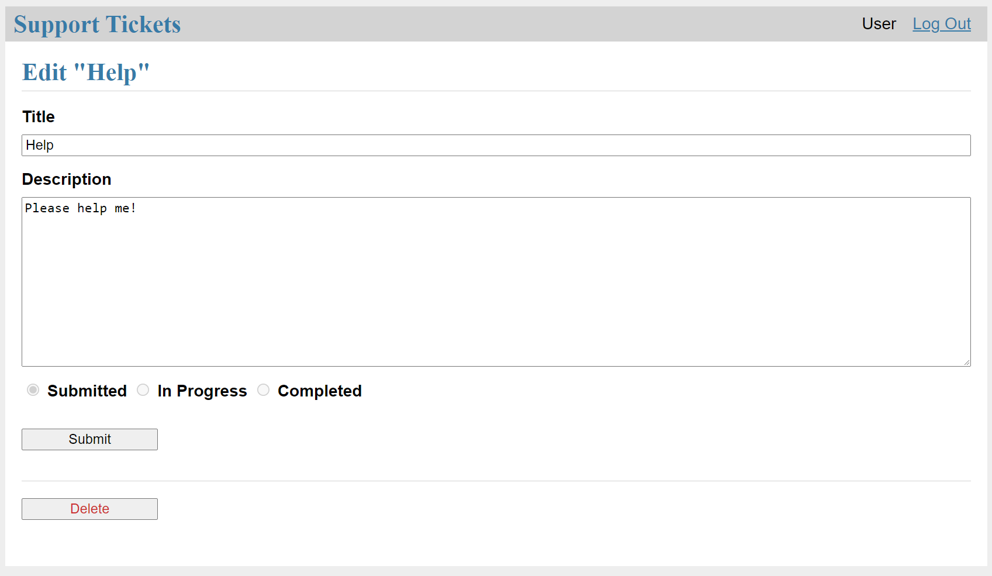 Support Tickets User Log Out
Edit "Help"
Title
Help
Description
Please help me!
Submitted In Progress Completed
Submit
Delete